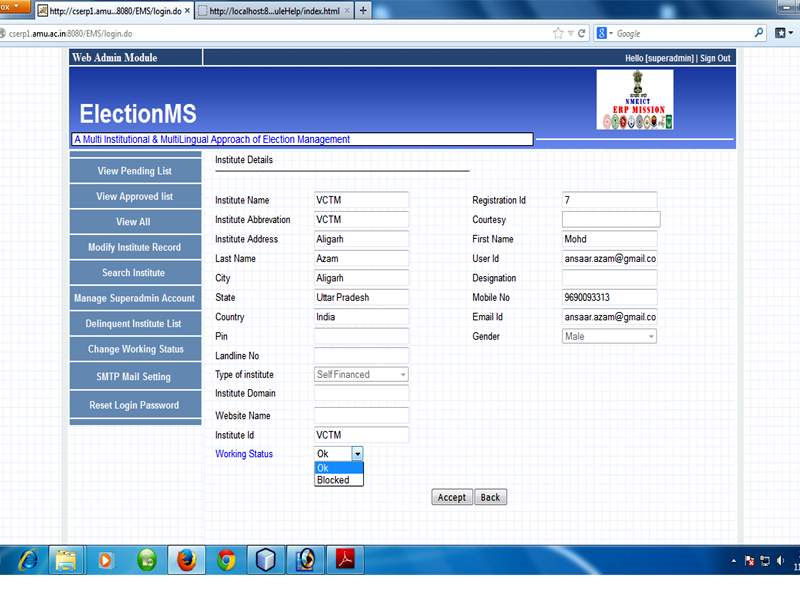 ox
http://cserp1.amu...8080/EMS/login.do
http://localhost:8...uleHelp/index.html
cserp1.amu.ac.in:8080/EMS/login.do
Google
Web Admin Module
Hello [superadmin] | Sign Out
ElectionMS
NMEICT
ERP MISSION
A Multi Institutional & MultiLingual Approach of Election Management
View Pending List
View Approved list
View All
Modify Institute Record
Search Institute
Manage Superadmin Account
Delinquent Institute List
Change Working Status
SMTP Mail Setting
Reset Login Password
Institute Details
Institute Name VCTM Registration Id 7
Institute Abbrevation VCTM Courtesy
Institute Address Aligarh First Name Mohd
Last Name Azam User Id ansaar.azam@gmail.co
City Aligarh Designation
State Uttar Pradesh Mobile No 9690093313
Country India Email Id ansaar.azam@gmail.co
Pin Gender Male
Landline No
Type of institute Self Financed
Institute Domain
Website Name
Institute Id VCTM
Working Status Ok
Ok
Blocked
Accept Back